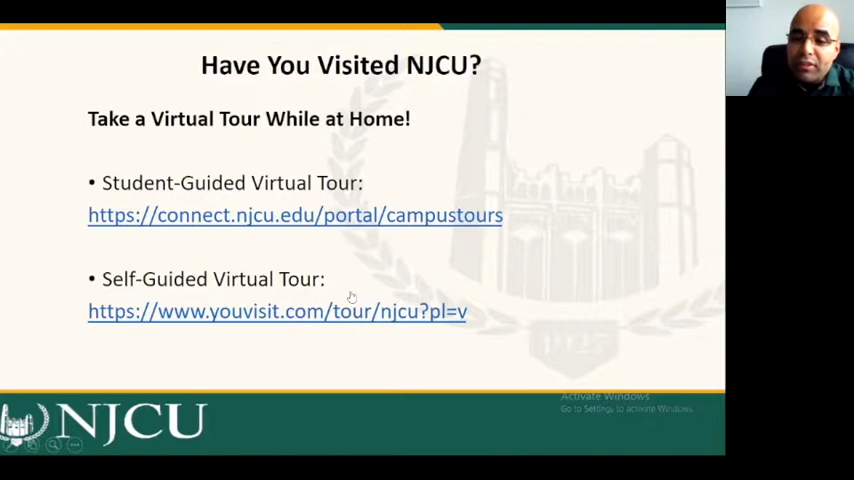 Have You Visited NJCU?
Take a Virtual Tour While at Home!
• Student-Guided Virtual Tour:
https://connect.njcu.edu/portal/campustours
• Self-Guided Virtual Tour:
https://www.youvisit.com/tour/njcu?pl=v
Activate Windows
Go to Settings to activate Windows.
NJCU